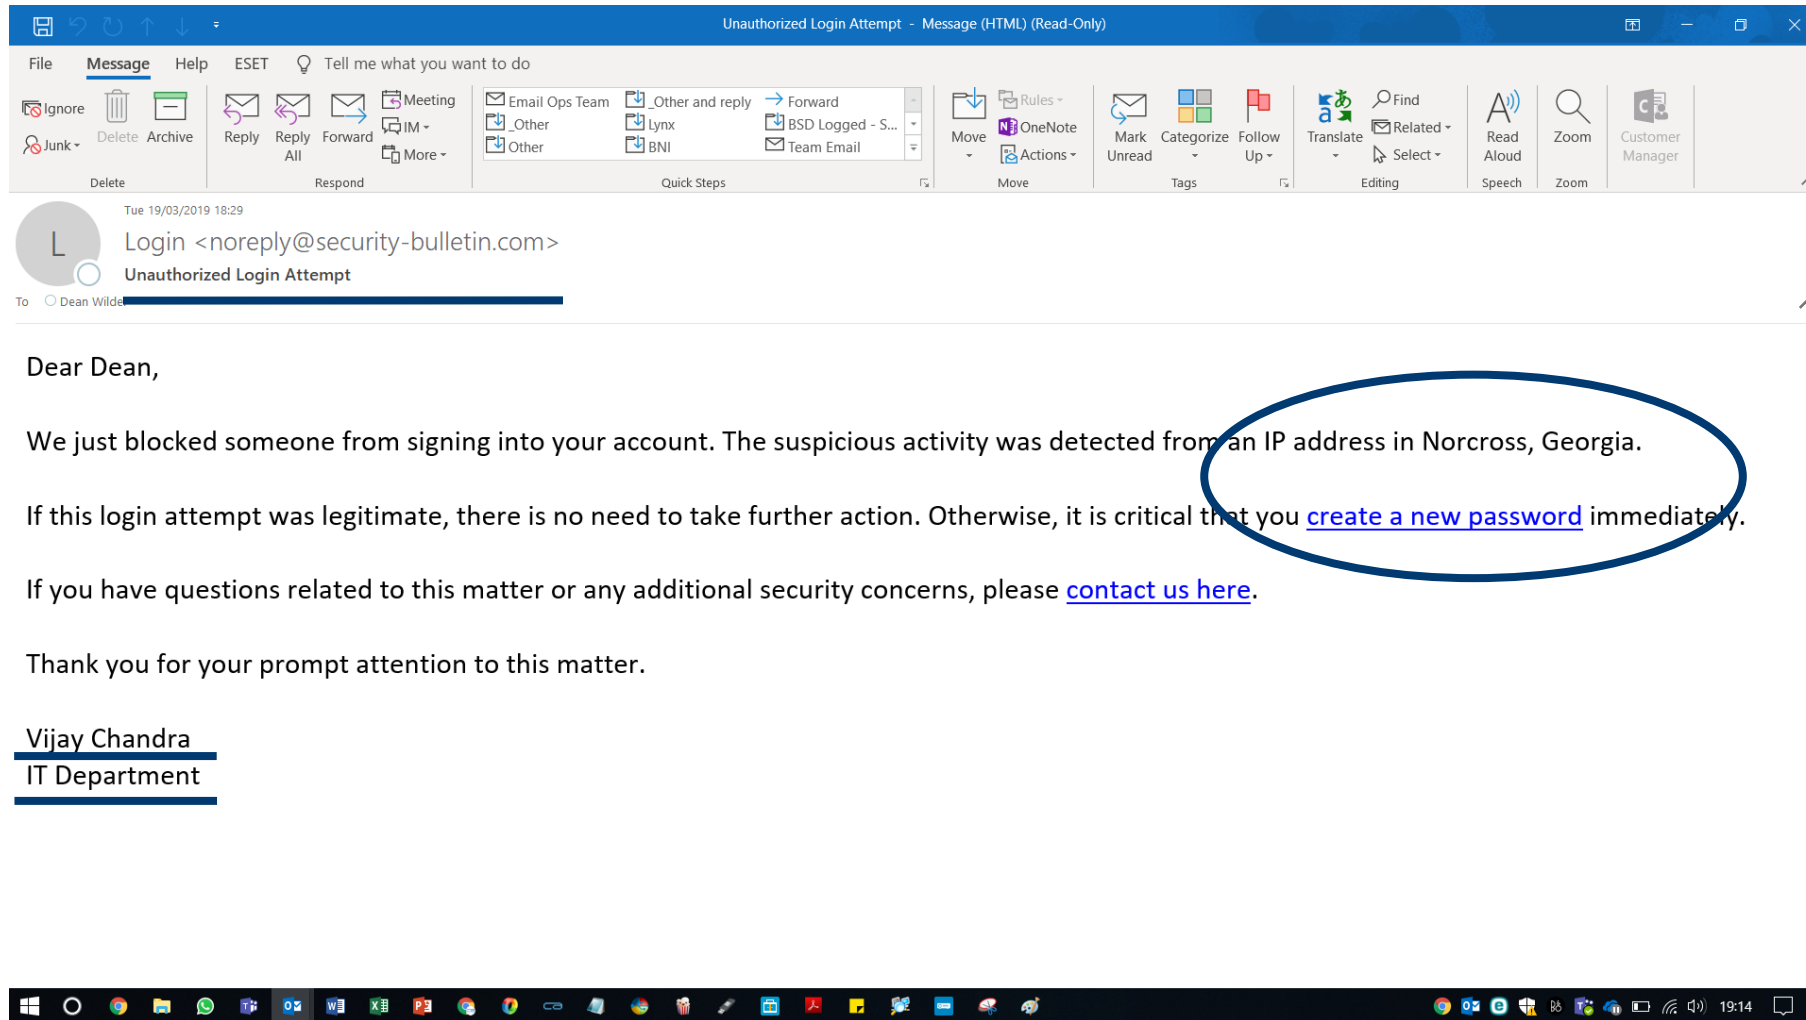 Unauthorized Login Attempt - Message (HTML) (Read-Only)
File Message Help ESET Tell me what you want to do
Ignore
Junk
Delete
Archive
Delete
Reply
Reply All
Forward
Meeting
IM
More
Respond
Email Ops Team
_Other
Other
_Other and reply
Lynx
BNI
Forward
BSD Logged - S...
Team Email
Quick Steps
Move
Rules
OneNote
Actions
Move
Mark Unread
Categorize
Follow Up
Tags
Translate
Find
Related
Select
Editing
Read Aloud
Speech
Zoom
Zoom
Customer Manager
Tue 19/03/2019 18:29
L
Login <noreply@security-bulletin.com>
Unauthorized Login Attempt
To Dean Wilde
Dear Dean,
We just blocked someone from signing into your account. The suspicious activity was detected from an IP address in Norcross, Georgia.
If this login attempt was legitimate, there is no need to take further action. Otherwise, it is critical that you create a new password immediately.
If you have questions related to this matter or any additional security concerns, please contact us here.
Thank you for your prompt attention to this matter.
Vijay Chandra
IT Department
19:14